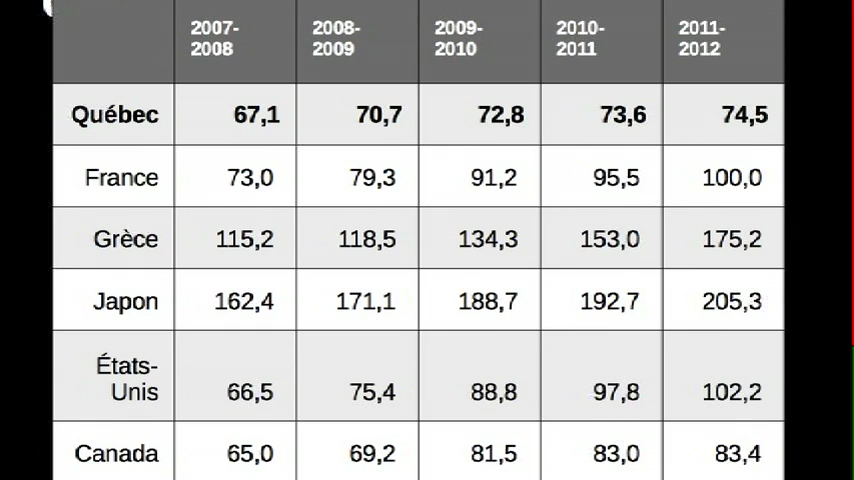 2007- 2008- 2009- 2010- 2011-
2008 2009 2010 2011 2012
Québec 67,1 70,7 72,8 73,6 74,5
France 73,0 79,3 91,2 95,5 100,0
Grèce 115,2 118,5 134,3 153,0 175,2
Japon 162,4 171,1 188,7 192,7 205,3
États-
Unis 66,5 75,4 88,8 97,8 102,2
Canada 65,0 69,2 81,5 83,0 83,4